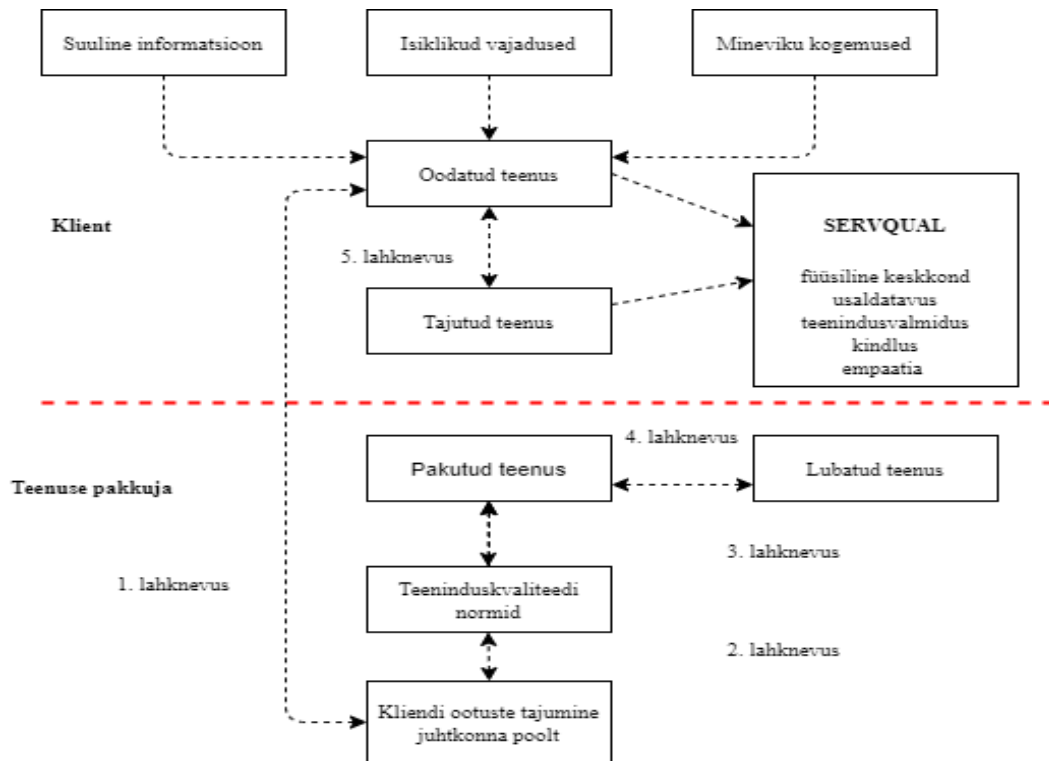 Suuline informatsioon
Isiklikud vajadused
Mineviku kogemused
Oodatud teenus
Klient
SERVQUAL
5. lahknevus
füüsiline keskkond
usaldatavus
teenindusvalmidus
kindlus
empaatia
Tajutud teenus
4. lahknevus
Pakutud teenus
Lubatud teenus
Teenuse pakkuja
3. lahknevus
1. lahknevus
Teeninduskvaliteedi
normid
2. lahknevus
Kliendi ootuste tajumine
juhtkonna poolt